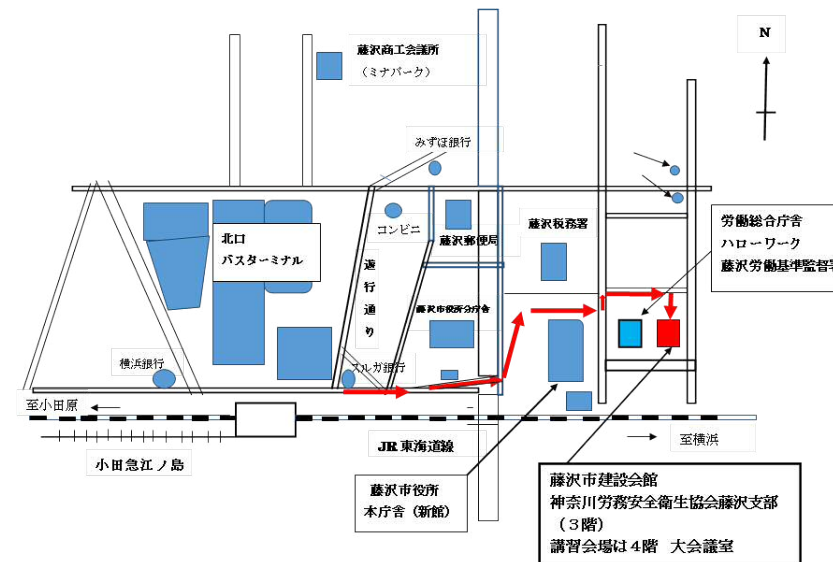 藤沢商工会議所
（ミナパーク）
N
みずほ銀行
北口
バスターミナル
コンビニ
遊行通り
藤沢郵便局
藤沢税務署
労働総合庁舎
ハローワーク
藤沢労働基準監督署
藤沢市役所分庁舎
横浜銀行
スルガ銀行
至小田原
JR東海道線
至横浜
小田急江ノ島
藤沢市役所
本庁舎（新館）
藤沢市建設会館
神奈川労務安全衛生協会藤沢支部
（３階）
講習会場は４階　大会議室